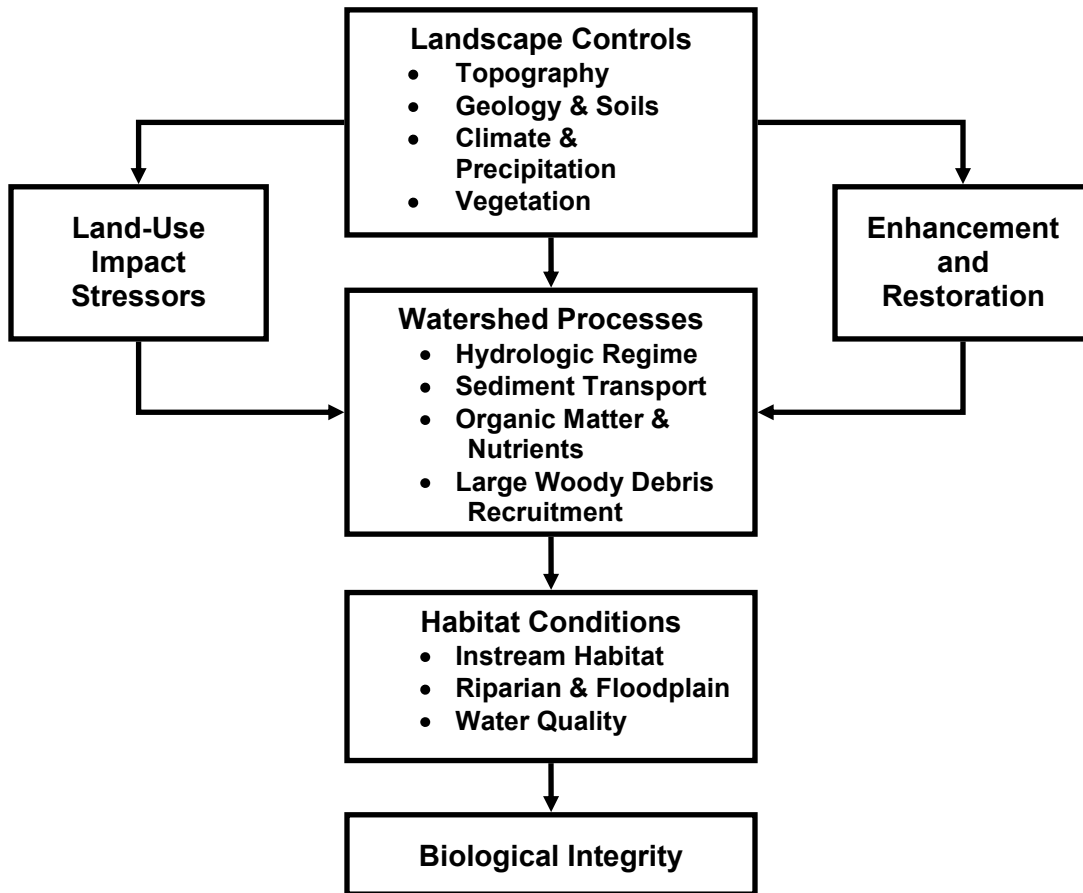 Landscape Controls
• Topography
• Geology & Soils
• Climate &
Precipitation
• Vegetation
Land-Use
Impact
Stressors
Enhancement
and
Restoration
Watershed Processes
• Hydrologic Regime
• Sediment Transport
• Organic Matter &
Nutrients
• Large Woody Debris
Recruitment
Habitat Conditions
• Instream Habitat
• Riparian & Floodplain
• Water Quality
Biological Integrity